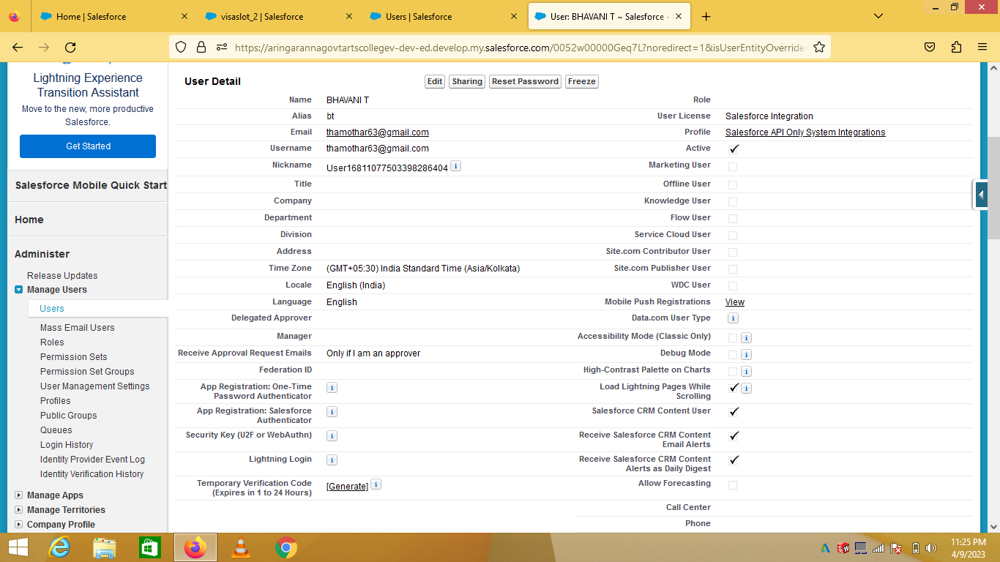 Home | Salesforce
visaslot_2 | Salesforce
Users | Salesforce
User: BHAVANI T ~ Salesforce -
https://aringarannagovtartscollegev-dev-ed.develop.my.salesforce.com/0052w00000Geq7L?noredirect=1&isUserEntityOverride=
Lightning Experience
Transition Assistant
Move to the new, more productive
Salesforce.
Get Started
Salesforce Mobile Quick Start
Home
Administer
Release Updates
Manage Users
Users
Mass Email Users
Roles
Permission Sets
Permission Set Groups
User Management Settings
Profiles
Public Groups
Queues
Login History
Identity Provider Event Log
Identity Verification History
Manage Apps
Manage Territories
Company Profile
User Detail Edit Sharing Reset Password Freeze
Name BHAVANI T Role
Alias bt User License Salesforce Integration
Email thamothar63@gmail.com Profile Salesforce API Only System Integrations
Username thamothar63@gmail.com Active
Nickname User16811077503398286404 i Marketing User
Title Offline User
Company Knowledge User
Department Flow User
Division Service Cloud User
Address Site.com Contributor User
Time Zone (GMT+05:30) India Standard Time (Asia/Kolkata) Site.com Publisher User
Locale English (India) WDC User
Language English Mobile Push Registrations View
Delegated Approver Data.com User Type i
Manager Accessibility Mode (Classic Only) i
Receive Approval Request Emails Only if I am an approver Debug Mode i
Federation ID High-Contrast Palette on Charts i
App Registration: One-Time i Load Lightning Pages While i
Password Authenticator Scrolling
App Registration: Salesforce i Salesforce CRM Content User
Authenticator
Security Key (U2F or WebAuthn) i Receive Salesforce CRM Content
Email Alerts
Lightning Login i Receive Salesforce CRM Content
Alerts as Daily Digest
Temporary Verification Code [Generate] i Allow Forecasting
(Expires in 1 to 24 Hours)
Call Center
Phone
11:25 PM
4/9/2023